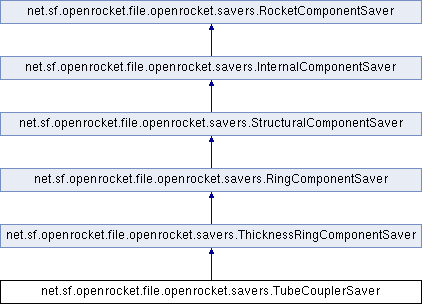 net.sf.openrocket.file.openrocket.savers.RocketComponentSaver
net.sf.openrocket.file.openrocket.savers.InternalComponentSaver
net.sf.openrocket.file.openrocket.savers.StructuralComponentSaver
net.sf.openrocket.file.openrocket.savers.RingComponentSaver
net.sf.openrocket.file.openrocket.savers.ThicknessRingComponentSaver
net.sf.openrocket.file.openrocket.savers.TubeCouplerSaver